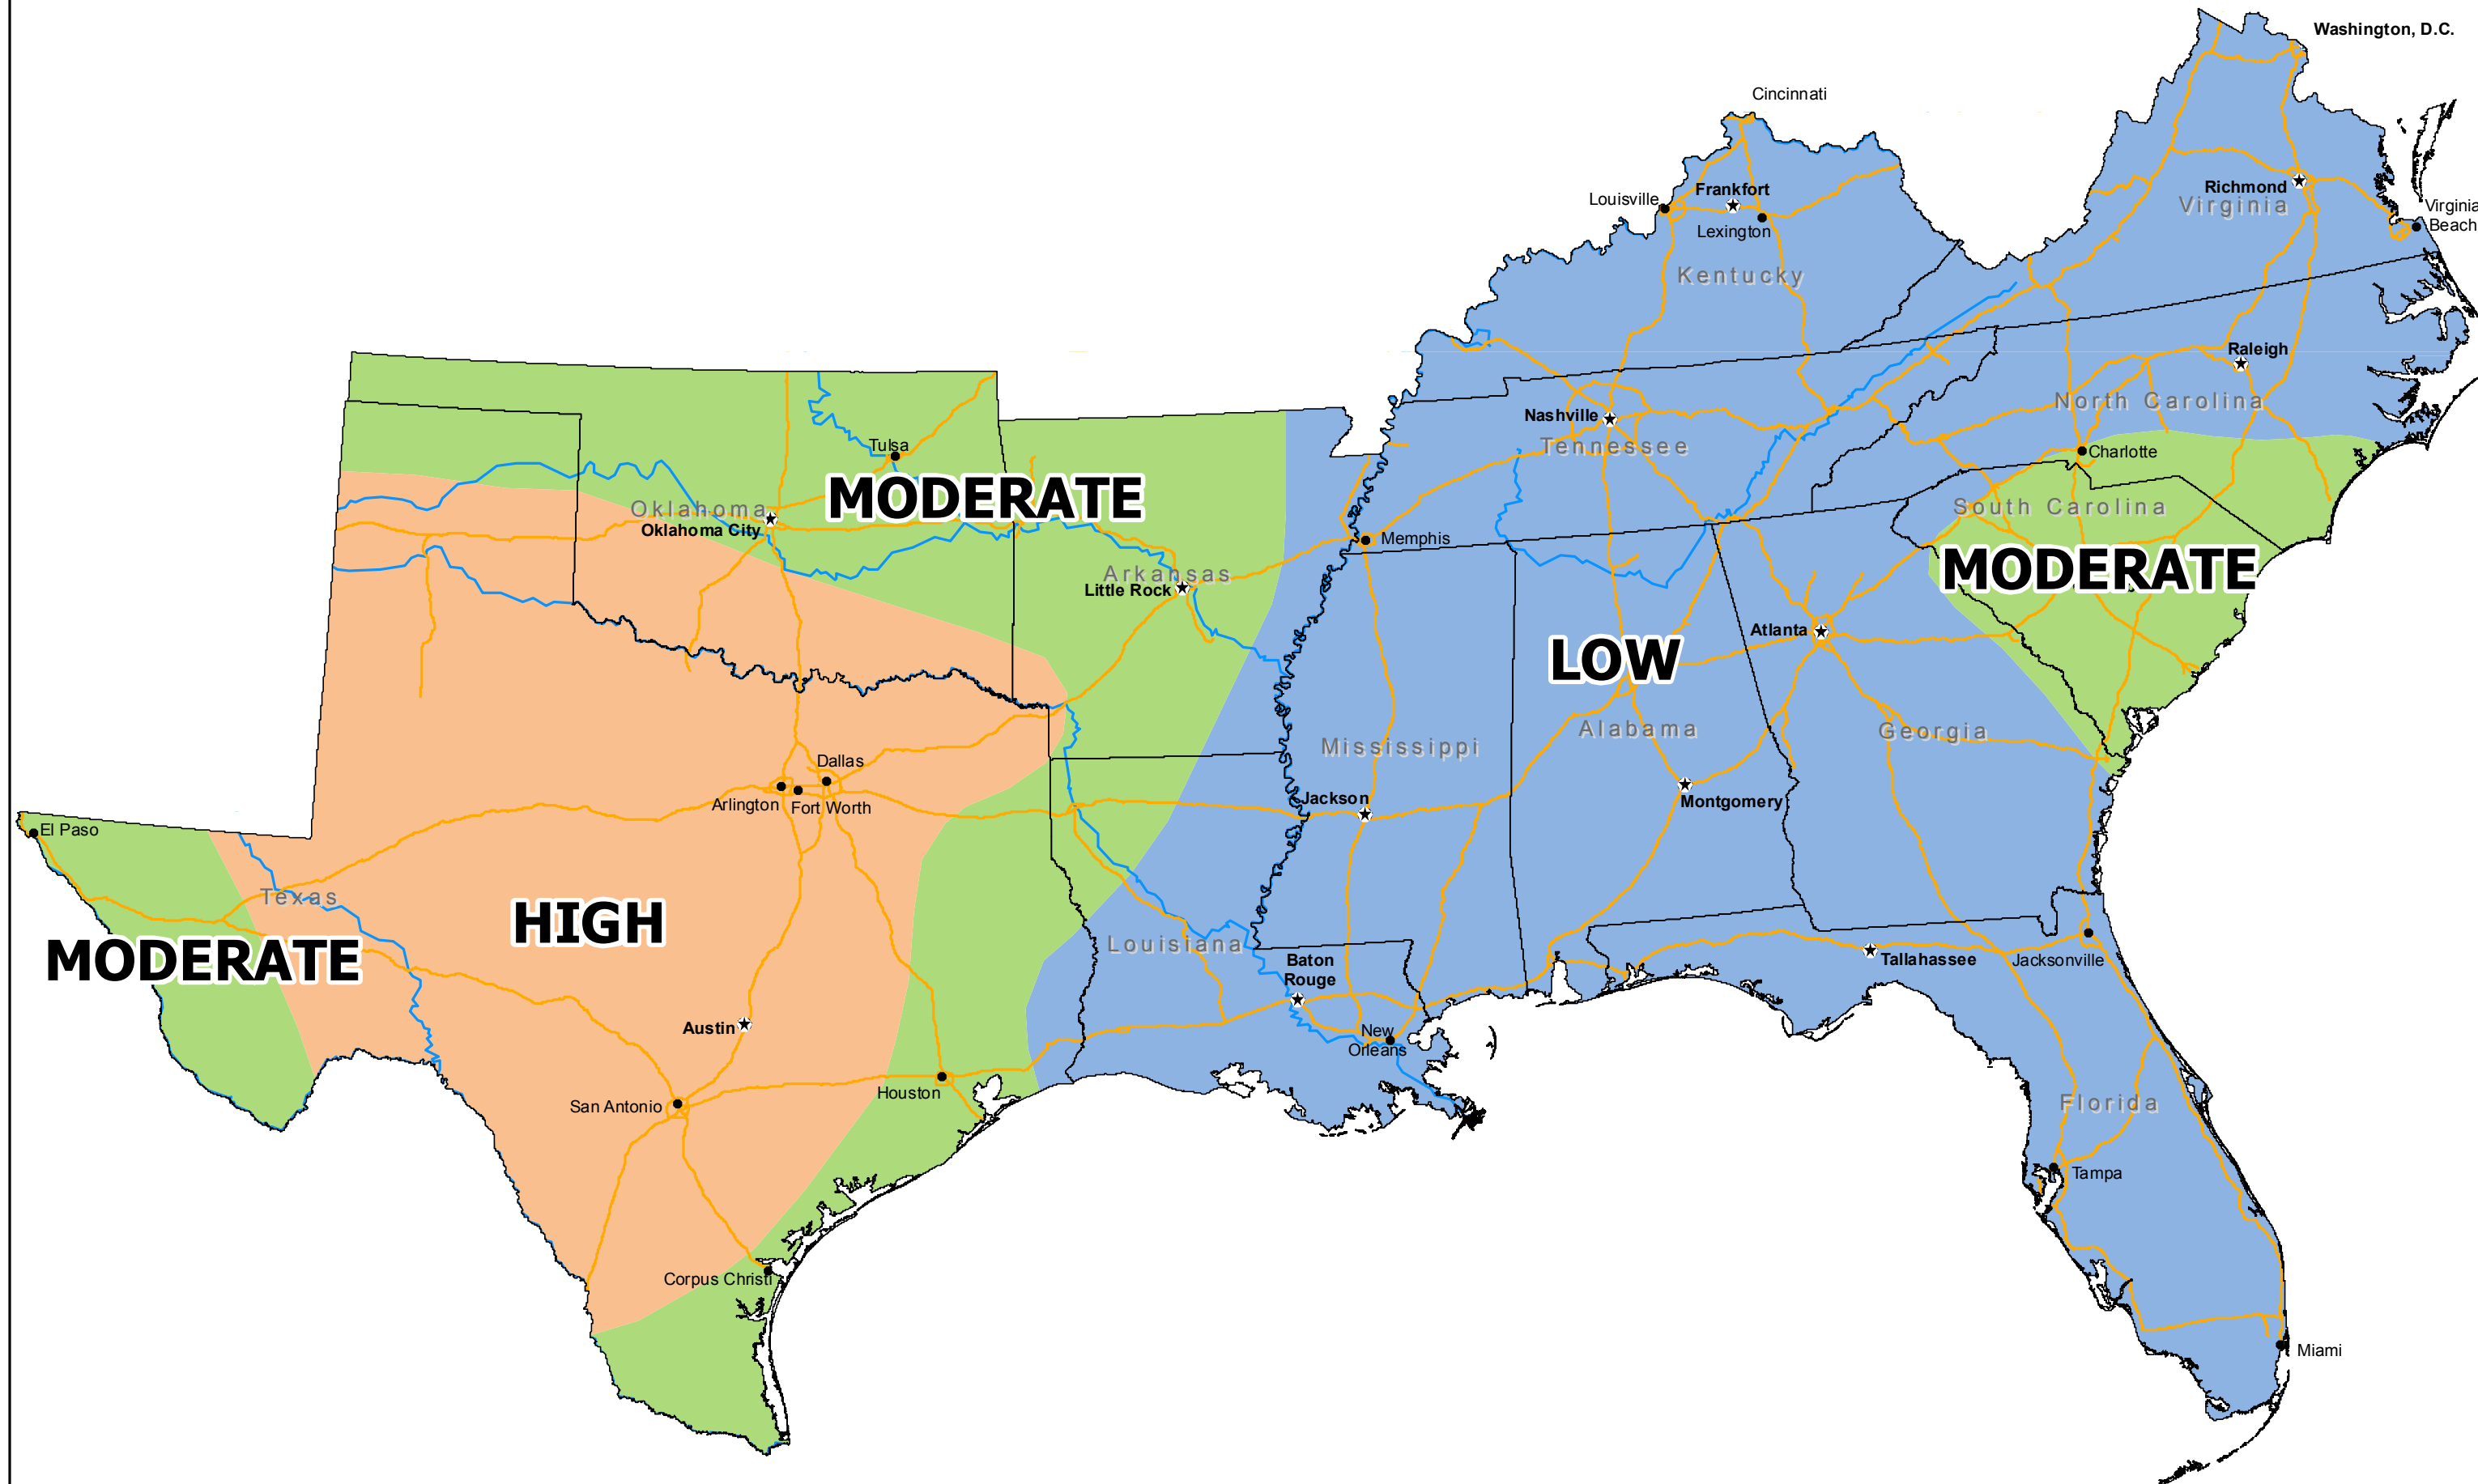 Washington, D.C.
Cincinnati
Louisville
Frankfort
Lexington
Kentucky
Richmond
Virginia
Virginia
Beach
Raleigh
North Carolina
Nashville
Tennessee
Charlotte
South Carolina
MODERATE
Tulsa
MODERATE
Oklahoma
Oklahoma City
Arkansas
Little Rock
Memphis
Atlanta
LOW
Mississippi
Alabama
Georgia
Dallas
Arlington
Fort Worth
Jackson
Montgomery
El Paso
Texas
HIGH
MODERATE
Louisiana
Baton
Rouge
Tallahassee
Jacksonville
Austin
New
Orleans
Houston
San Antonio
Florida
Tampa
Corpus Christi
Miami